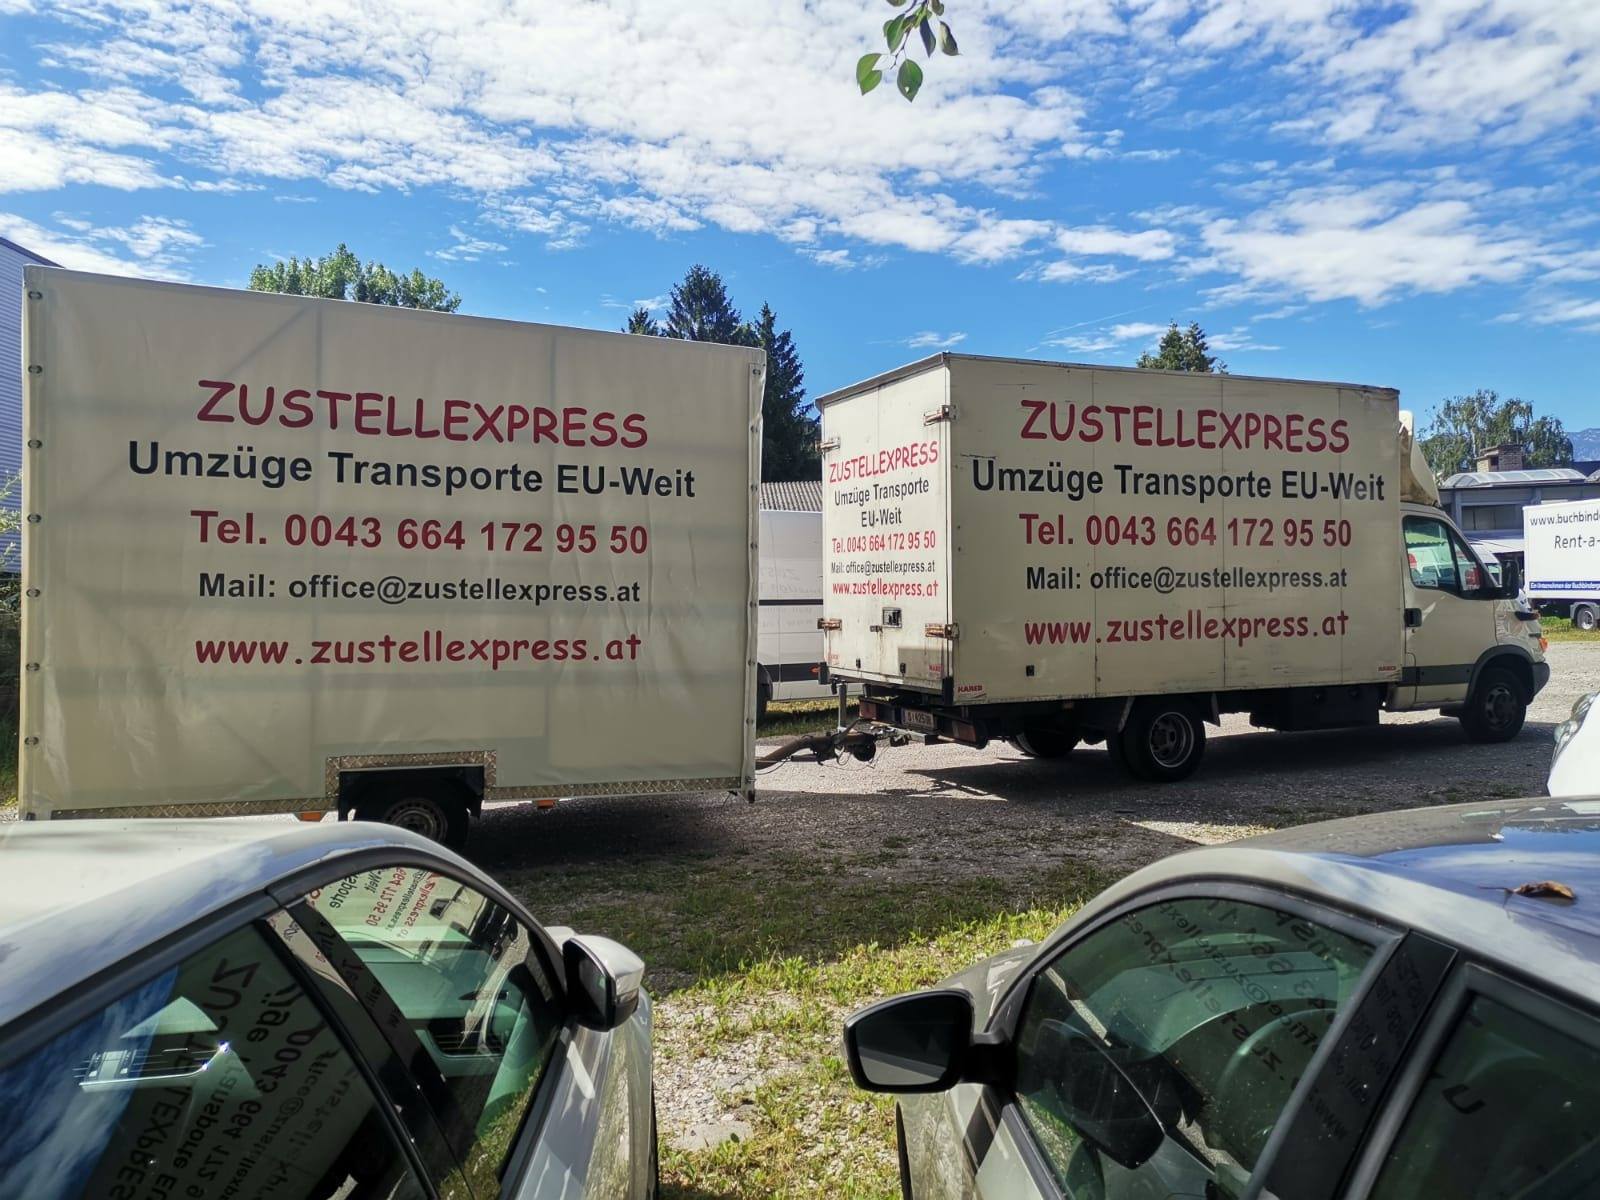 ZUSTELLEXPRESS
Umzüge Transporte EU-Weit
Tel. 0043 664 172 95 50
Mail: office@zustellexpress.at
www.zustellexpress.at
ZUSTELLEXPRESS
Umzüge Transporte
EU-Weit
Tel. 0043 664 172 95 50
Mail: office@zustellexpress.at
www.zustellexpress.at
ZUSTELLEXPRESS
Umzüge Transporte EU-Weit
Tel. 0043 664 172 95 50
Mail: office@zustellexpress.at
www.zustellexpress.at
www.buchbinde
Rent-a-